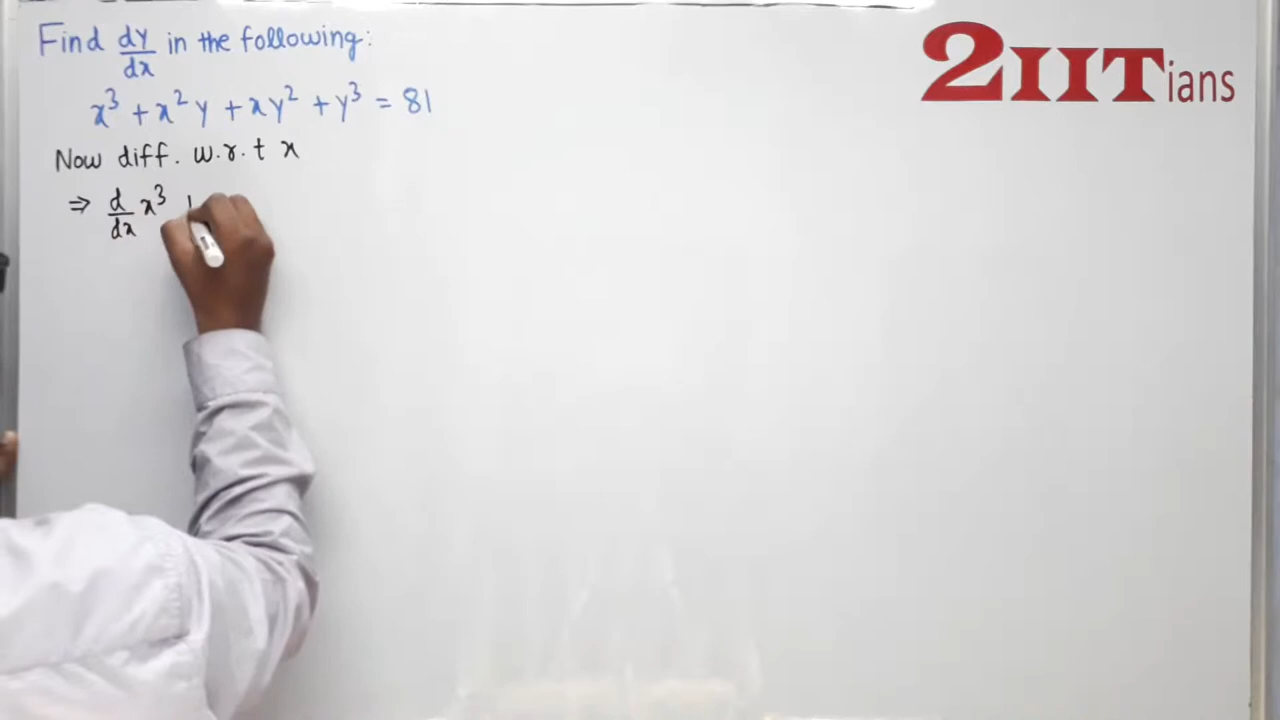 Find dy/dx in the following:
x³ + x²y + xy² + y³ = 81
Now diff. w.r.t x
⇒ d/dx x³
2IITians